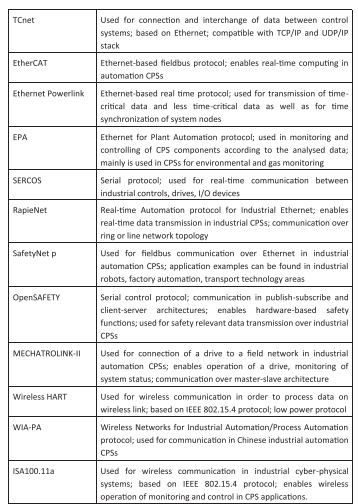 TCnet
Used for connection and interchange of data between control
systems; based on Ethernet; compatible with TCP/IP and UDP/IP
stack
EtherCAT
Ethernet-based fieldbus protocol; enables real-time computing in
automation CPSs
Ethernet Powerlink
Ethernet-based real time protocol; used for transmission of time-
critical data and less time-critical data as well as for time
synchronization of system nodes
EPA
Ethernet for Plant Automation protocol; used in monitoring and
controlling of CPS components according to the analysed data;
mainly is used in CPSs for environmental and gas monitoring
SERCOS
Serial protocol; used for real-time communication between
industrial controls, drives, I/O devices
RapieNet
Real-time Automation protocol for Industrial Ethernet; enables
real-time data transmission in industrial CPSs; communication over
ring or line network topology
SafetyNet p
Used for fieldbus communication over Ethernet in industrial
automation CPSs; application examples can be found in industrial
robots, factory automation, transport technology areas
OpenSAFETY
Serial control protocol; communication in publish-subscribe and
client-server architectures; enables hardware-based safety
functions; used for safety relevant data transmission over industrial
CPSs
MECHATROLINK-II
Used for connection of a drive to a field network in industrial
automation CPSs; enables operation of a drive, monitoring of
system status; communication over master-slave architecture
Wireless HART
Used for wireless communication in order to process data on
wireless link; based on IEEE 802.15.4 protocol; low power protocol
WIA-PA
Wireless Networks for Industrial Automation/Process Automation
protocol; used for communication in Chinese industrial automation
CPSs
ISA100.11a
Used for wireless communication in industrial cyber-physical
systems; based on IEEE 802.15.4 protocol; enables wireless
operation of monitoring and control in CPS applications.